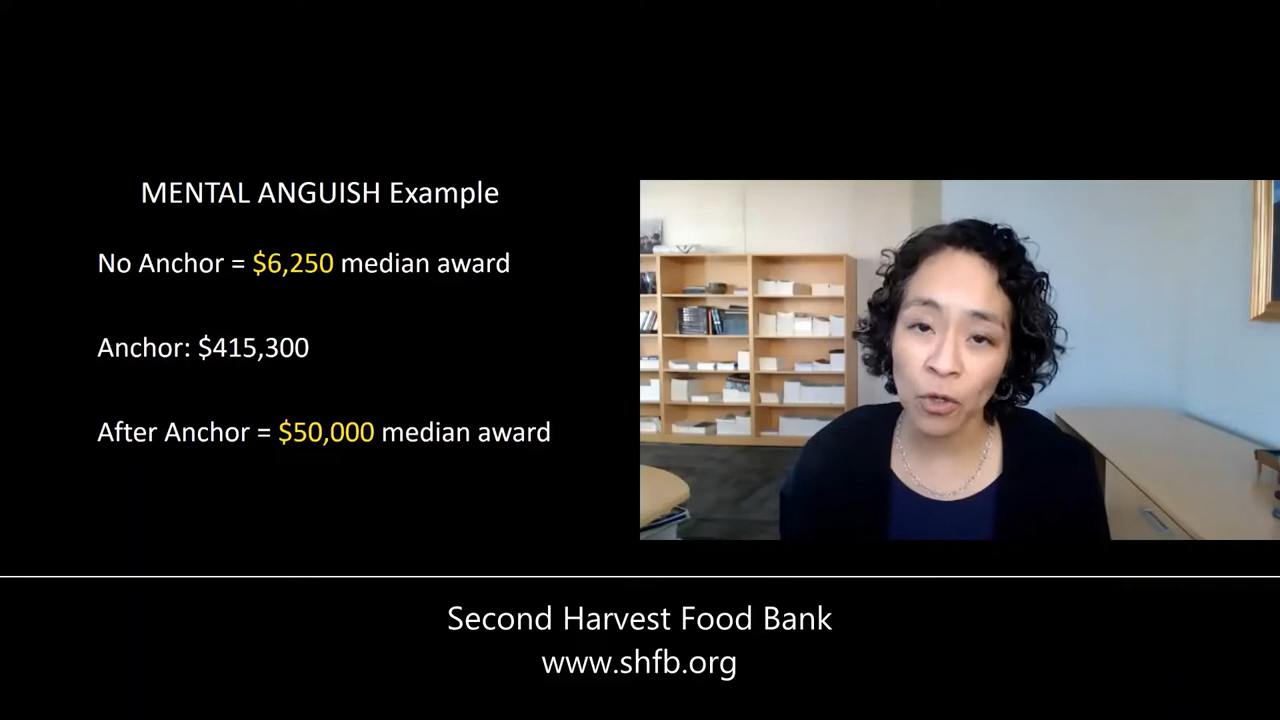 MENTAL ANGUISH Example
No Anchor = $6,250 median award
Anchor: $415,300
After Anchor = $50,000 median award
Second Harvest Food Bank
www.shfb.org